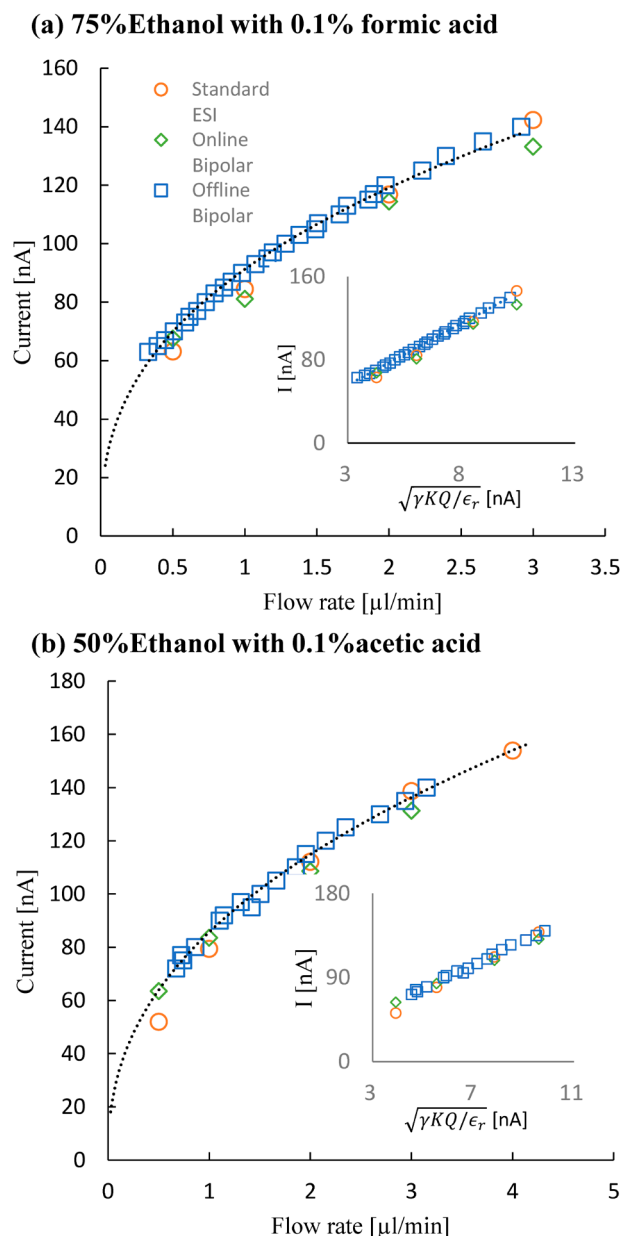 (a) 75%Ethanol with 0.1% formic acid
160
140
120
100
80
60
40
20
0
Current [nA]
Standard
ESI
Online
Bipolar
Offline
Bipolar
160
80
0
I [nA]
3 8 13
√γKQ/ϵr [nA]
0 0.5 1 1.5 2 2.5 3 3.5
Flow rate [µl/min]
(b) 50%Ethanol with 0.1%acetic acid
180
160
140
120
100
80
60
40
20
0
Current [nA]
180
90
0
I [nA]
3 7 11
√γKQ/ϵr [nA]
0 1 2 3 4 5
Flow rate [µl/min]